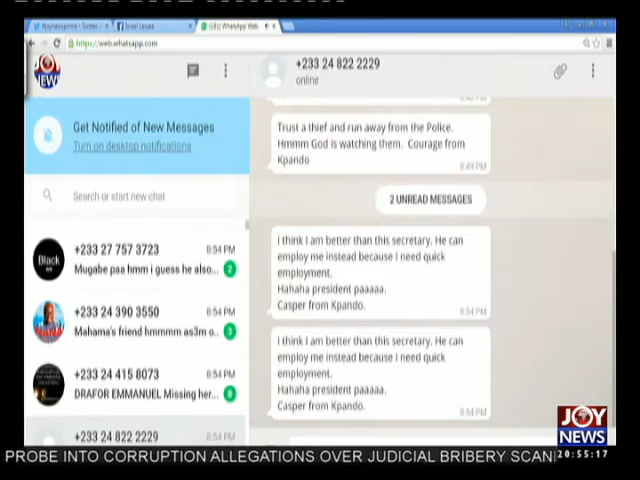 https://web.whatsapp.com
JOY
NEWS
+233 24 822 2229
online
Get Notified of New Messages
Turn on desktop notifications
Search or start new chat
+233 27 757 3723
8:54 PM
Mugabe paa hmm i guess he also...
2
Black
+233 24 390 3550
8:54 PM
Mahama's friend hmmmm as3m o..
3
+233 24 415 8073
8:54 PM
DRAFOR EMMANUEL Missing her...
8
+233 24 822 2229
8:54 PM
Trust a thief and run away from the Police.
Hmmm God is watching them. Courage from
Kpando
8:49 PM
2 UNREAD MESSAGES
I think I am better than this secretary. He can
employ me instead because I need quick
employment.
Hahaha president paaaaa.
Casper from Kpando.
8:54 PM
I think I am better than this secretary. He can
employ me instead because I need quick
employment.
Hahaha president paaaaa.
Casper from Kpando.
8:54 PM
JOY
NEWS
PROBE INTO CORRUPTION ALLEGATIONS OVER JUDICIAL BRIBERY SCAN
20:55:17